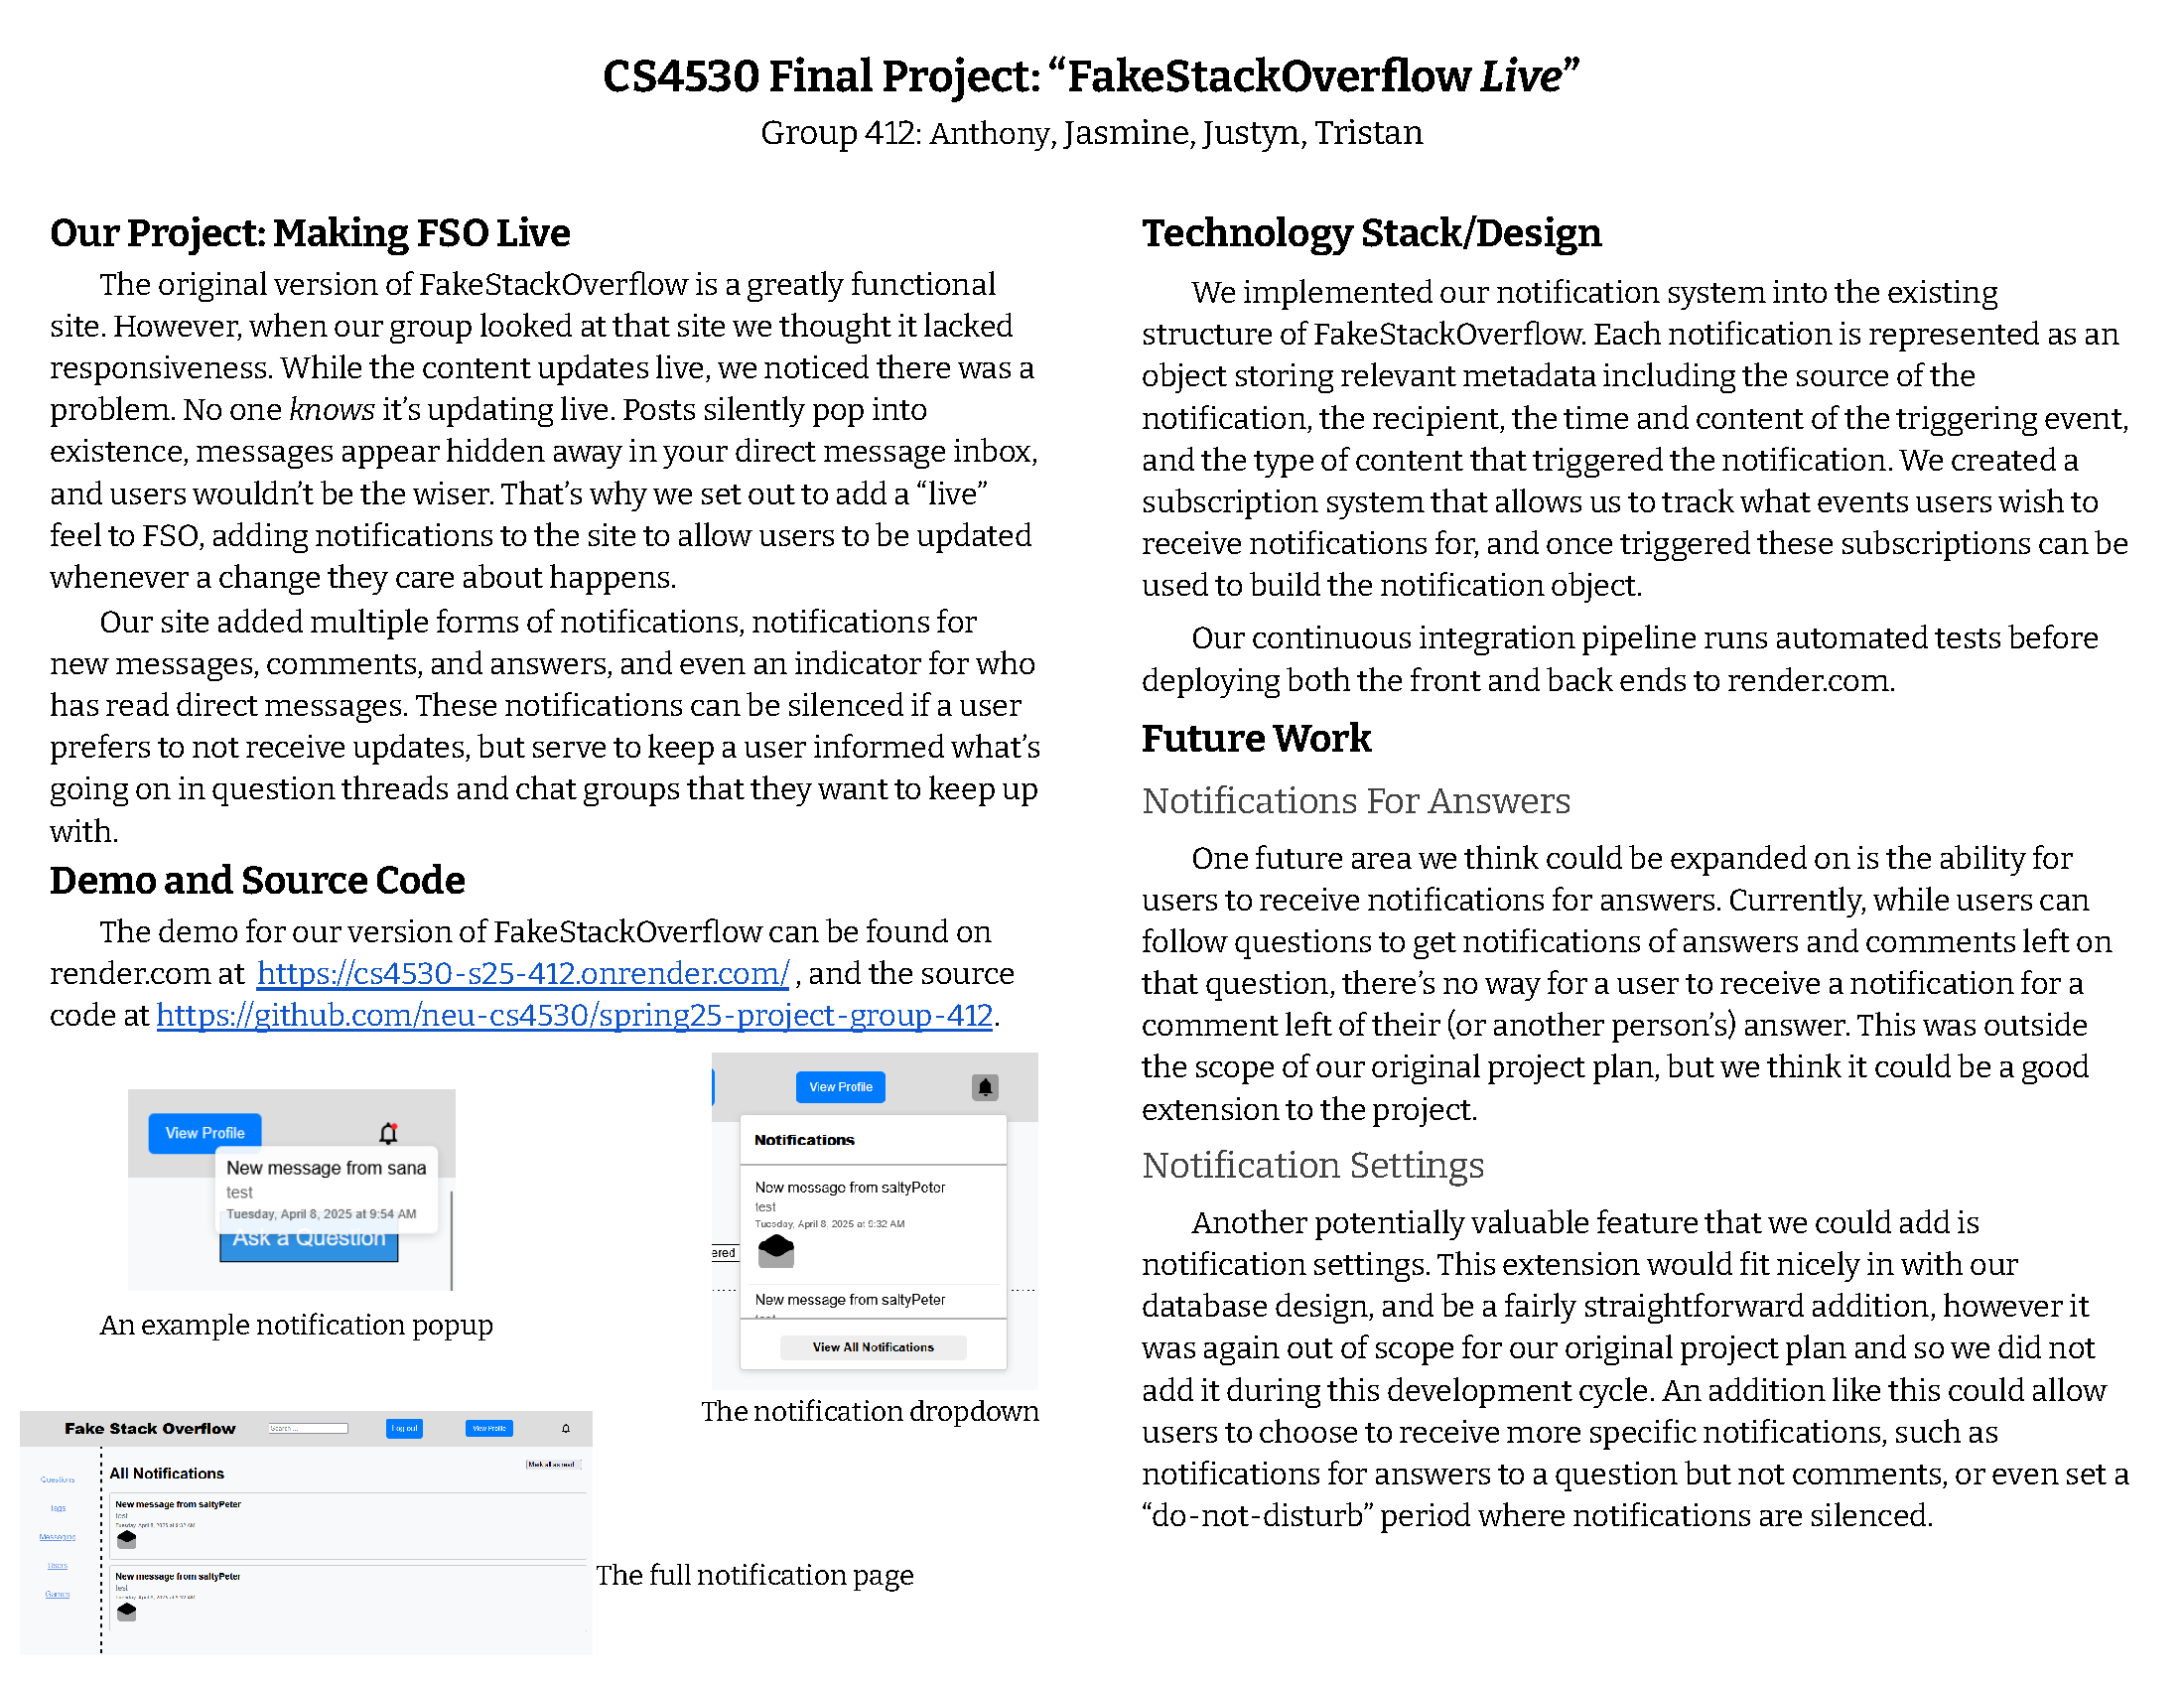 CS4530 Final Project: “FakeStackOverflow Live”
Group 412: Anthony, Jasmine, Justyn, Tristan
Our Project: Making FSO Live
The original version of FakeStackOverflow is a greatly functional
site. However, when our group looked at that site we thought it lacked
responsiveness. While the content updates live, we noticed there was a
problem. No one knows it’s updating live. Posts silently pop into
existence, messages appear hidden away in your direct message inbox,
and users wouldn’t be the wiser. That’s why we set out to add a “live”
feel to FSO, adding notifications to the site to allow users to be updated
whenever a change they care about happens.
Our site added multiple forms of notifications, notifications for
new messages, comments, and answers, and even an indicator for who
has read direct messages. These notifications can be silenced if a user
prefers to not receive updates, but serve to keep a user informed what’s
going on in question threads and chat groups that they want to keep up
with.
Demo and Source Code
The demo for our version of FakeStackOverflow can be found on
render.com at https://cs4530-s25-412.onrender.com/ , and the source
code at https://github.com/neu-cs4530/spring25-project-group-412.
View Profile
New message from sana
test
Tuesday, April 8, 2025 at 9:54 AM
Ask a Question
An example notification popup
View Profile
Notifications
New message from saltyPeter
test
Tuesday, April 8, 2025 at 9:32 AM
ered
New message from saltyPeter
View All Notifications
The notification dropdown
Fake Stack Overflow
Search ...
Log out
View Profile
Questions
Tags
Messaging
Users
Games
All Notifications
Mark all as read
New message from saltyPeter
test
Tuesday, April 8, 2025 at 9:32 AM
New message from saltyPeter
test
Tuesday, April 8, 2025 at 9:32 AM
The full notification page
Technology Stack/Design
We implemented our notification system into the existing
structure of FakeStackOverflow. Each notification is represented as an
object storing relevant metadata including the source of the
notification, the recipient, the time and content of the triggering event,
and the type of content that triggered the notification. We created a
subscription system that allows us to track what events users wish to
receive notifications for, and once triggered these subscriptions can be
used to build the notification object.
Our continuous integration pipeline runs automated tests before
deploying both the front and back ends to render.com.
Future Work
Notifications For Answers
One future area we think could be expanded on is the ability for
users to receive notifications for answers. Currently, while users can
follow questions to get notifications of answers and comments left on
that question, there’s no way for a user to receive a notification for a
comment left of their (or another person’s) answer. This was outside
the scope of our original project plan, but we think it could be a good
extension to the project.
Notification Settings
Another potentially valuable feature that we could add is
notification settings. This extension would fit nicely in with our
database design, and be a fairly straightforward addition, however it
was again out of scope for our original project plan and so we did not
add it during this development cycle. An addition like this could allow
users to choose to receive more specific notifications, such as
notifications for answers to a question but not comments, or even set a
“do-not-disturb” period where notifications are silenced.